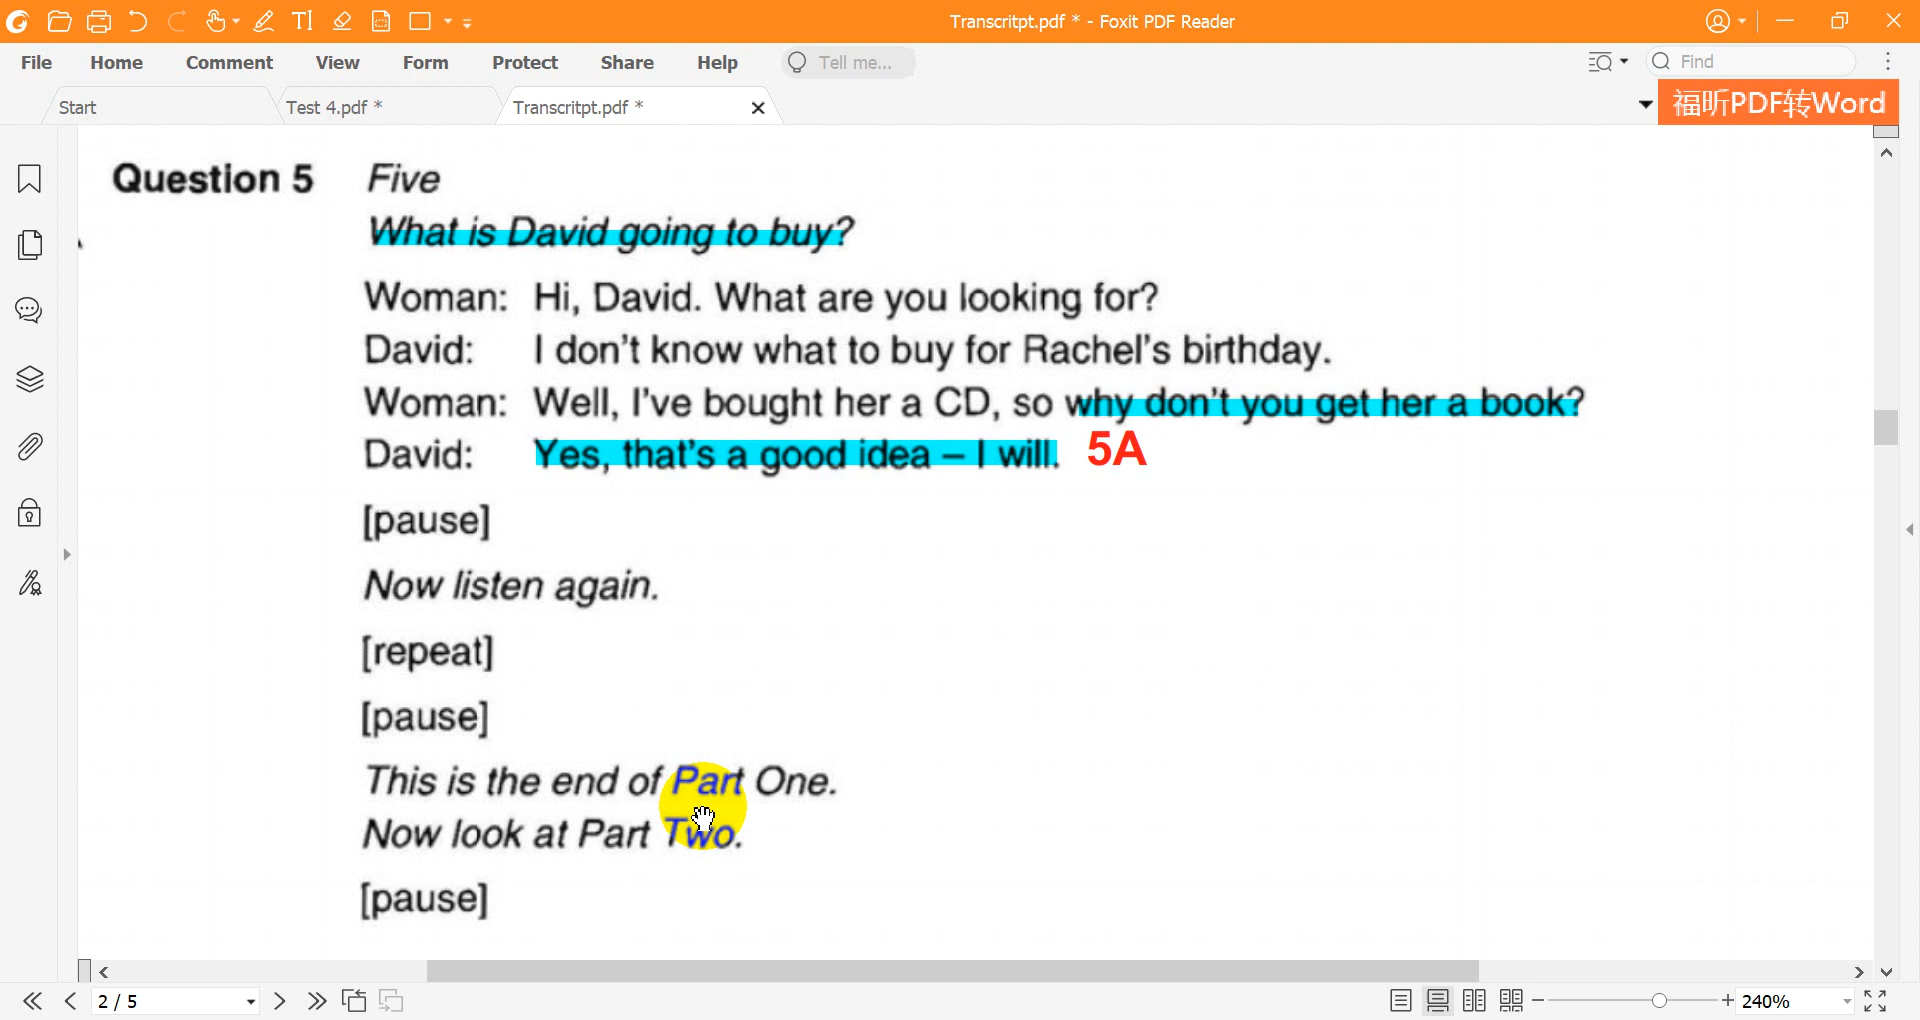 Transcritpt.pdf * - Foxit PDF Reader
File Home Comment View Form Protect Share Help Tell me... Find
Start Test 4.pdf * Transcritpt.pdf * 福昕PDF转Word
Question 5 Five
What is David going to buy?
Woman: Hi, David. What are you looking for?
David: I don't know what to buy for Rachel's birthday.
Woman: Well, I've bought her a CD, so why don't you get her a book?
David: Yes, that's a good idea – I will. 5A
[pause]
Now listen again.
[repeat]
[pause]
This is the end of Part One.
Now look at Part Two.
[pause]
2 / 5 240%